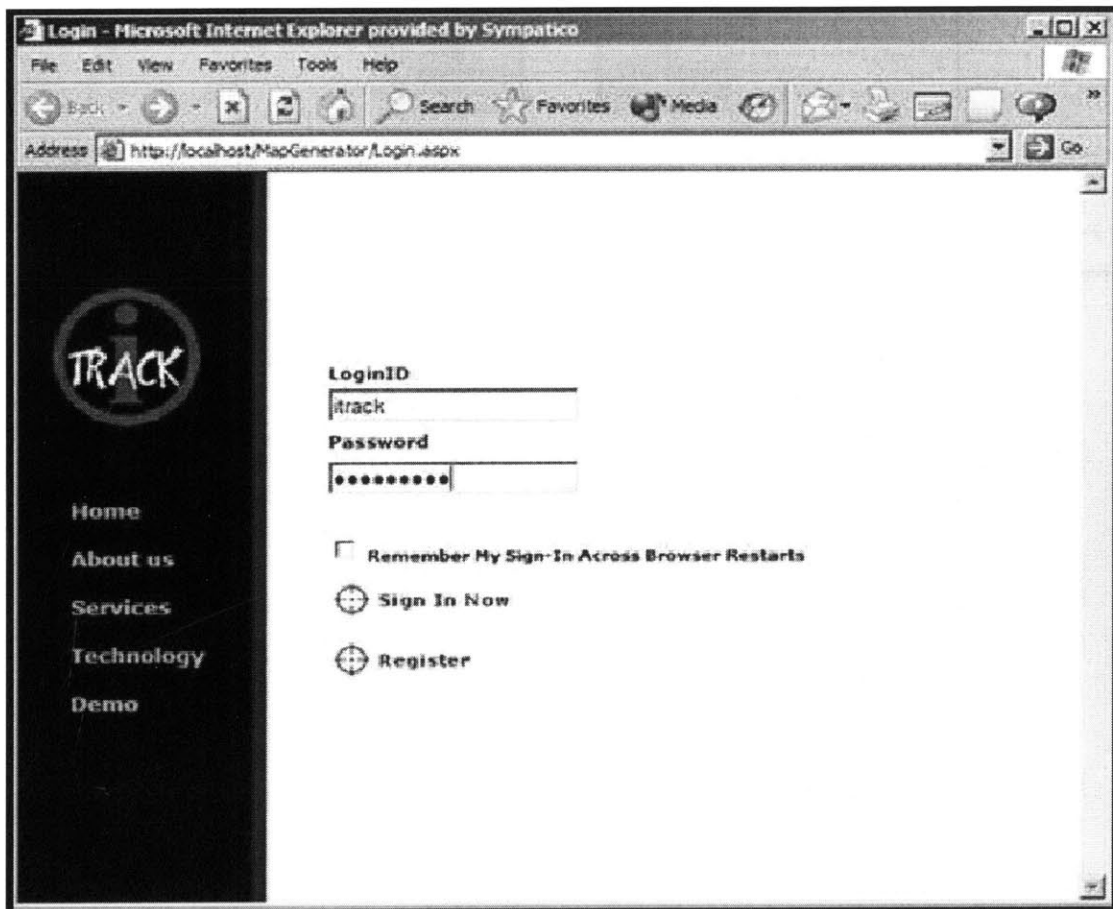 Login - Microsoft Internet Explorer provided by Sympatico
File Edit View Favorites Tools Help
Back Search Favorites Media »
Address http://localhost/MapGenerator/Login.aspx Go
i
TRACK
LoginID
itrack
Password
•••••••••
Home
About us
Services
Technology
Demo
Remember My Sign-In Across Browser Restarts
Sign In Now
Register